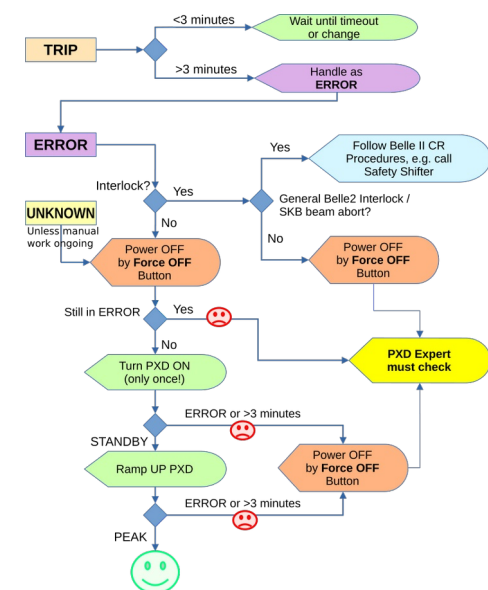 <3 minutes
Wait until timeout
or change
TRIP
>3 minutes
Handle as
ERROR
ERROR
Yes
Follow Belle II CR
Procedures, e.g. call
Safety Shifter
Interlock?
Yes
General Belle2 Interlock /
SKB beam abort?
UNKNOWN
Unless manual
work ongoing
No
No
Power OFF
by Force OFF
Button
Power OFF
by Force OFF
Button
Still in ERROR
Yes
No
PXD Expert
must check
Turn PXD ON
(only once!)
ERROR or >3 minutes
STANDBY
Ramp UP PXD
Power OFF
by Force OFF
Button
ERROR or >3 minutes
PEAK